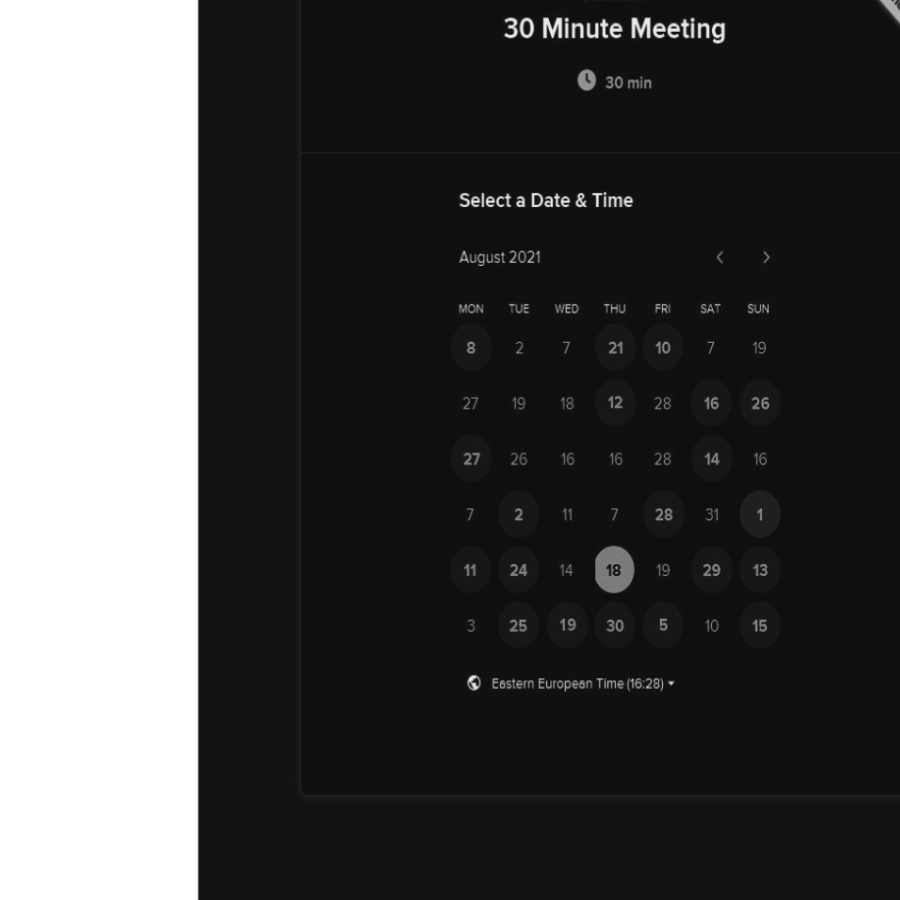 30 Minute Meeting
30 min
Select a Date & Time
August 2021
MON TUE WED THU FRI SAT SUN
8 2 7 21 10 7 19
27 19 18 12 28 16 26
27 26 16 16 28 14 16
7 2 11 7 28 31 1
11 24 14 18 19 29 13
3 25 19 30 5 10 15
Eastern European Time (16:28)